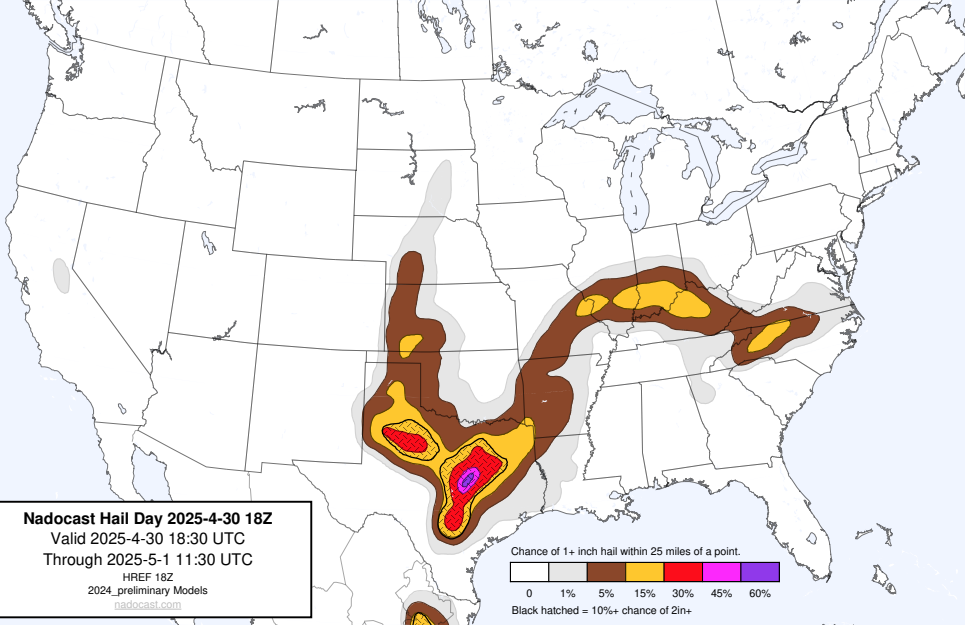 Nadocast Hail Day 2025-4-30 18Z
Valid 2025-4-30 18:30 UTC
Through 2025-5-1 11:30 UTC
HREF 18Z
2024_preliminary Models
nadocast.com
Chance of 1+ inch hail within 25 miles of a point.
0 1% 5% 15% 30% 45% 60%
Black hatched = 10%+ chance of 2in+